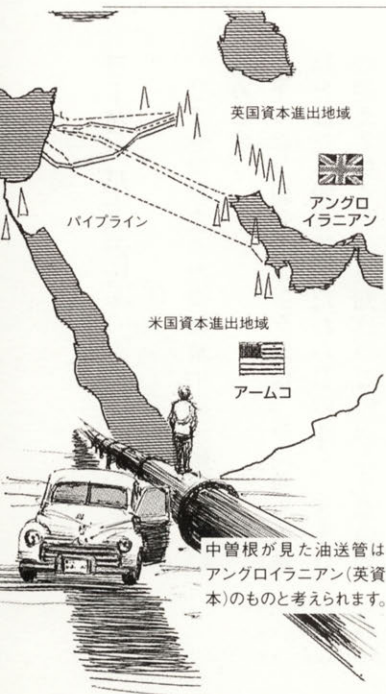 英国資本進出地域
アングロ
イラニアン
パイプライン
米国資本進出地域
アームコ
中曽根が見た油送管は
アングロイラニアン(英資
本)のものと考えられます。